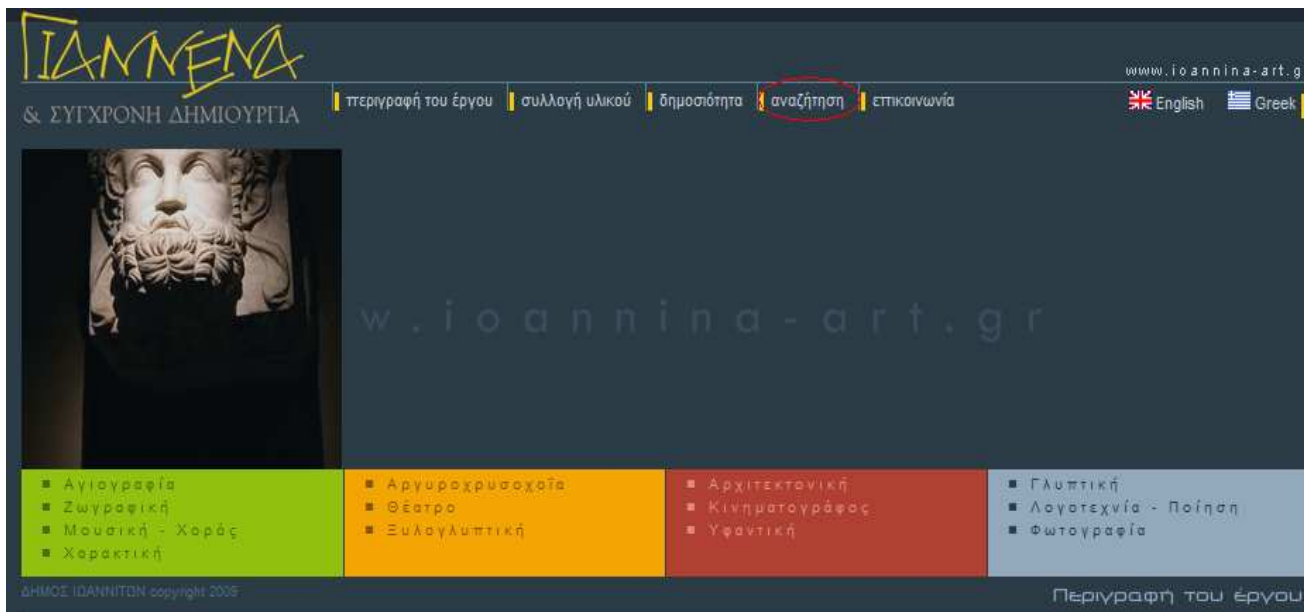 ΓΙΑΝΝΕΝΑ
& ΣΥΓΧΡΟΝΗ ΔΗΜΙΟΥΡΓΙΑ
www.ioannina-art.g
περιγραφή του έργου συλλογή υλικού δημοσιότητα αναζήτηση επικοινωνία English Greek
w.ioannina-art.gr
Αγιογραφία
Ζωγραφική
Μουσική - Χορός
Χαρακτική
Αργυροχρυσοχοΐα
Θέατρο
Ξυλογλυπτική
Αρχιτεκτονική
Κινηματογράφος
Υφαντική
Γλυπτική
Λογοτεχνία - Ποίηση
Φωτογραφία
ΔΗΜΟΣ ΙΩΑΝΝΙΤΩΝ copyright 2006
Περιγραφή του έργου